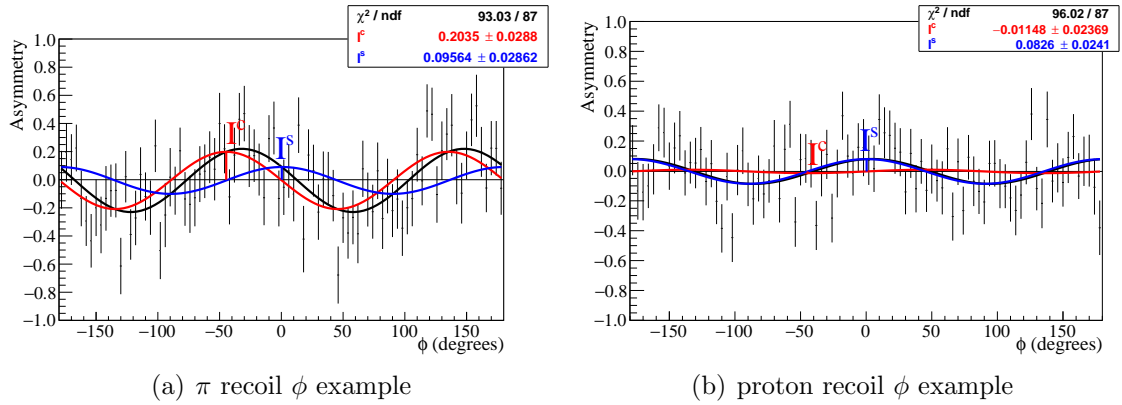 χ² / ndf 93.03 / 87
I^c 0.2035 ± 0.0288
I^s 0.09564 ± 0.02862
Asymmetry
1.0
0.8
0.6
0.4
0.2
0.0
−0.2
−0.4
−0.6
−0.8
−1.0
I^c
I^s
−150 −100 −50 0 50 100 150
ϕ (degrees)
(a) π recoil ϕ example
χ² / ndf 96.02 / 87
I^c −0.01148 ± 0.02369
I^s 0.0826 ± 0.0241
Asymmetry
1.0
0.8
0.6
0.4
0.2
0.0
−0.2
−0.4
−0.6
−0.8
−1.0
I^c
I^s
−150 −100 −50 0 50 100 150
ϕ (degrees)
(b) proton recoil ϕ example